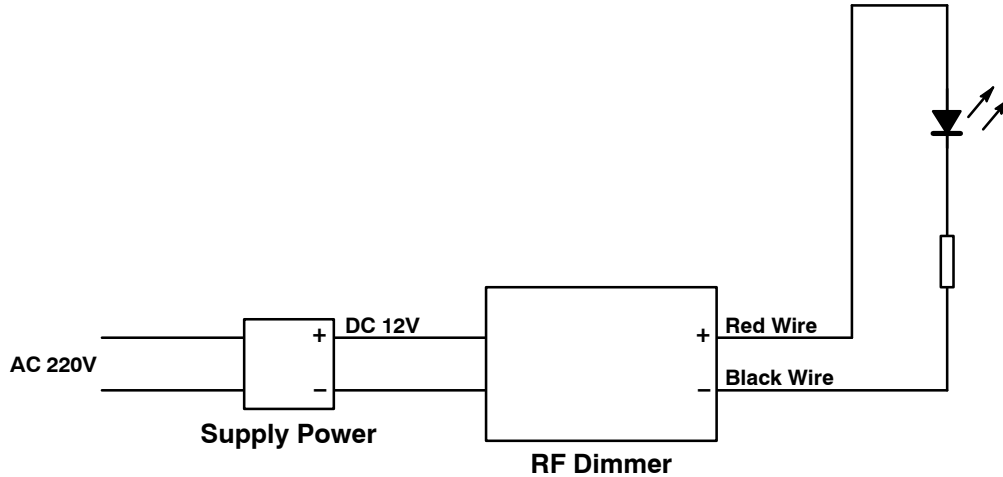 AC 220V
+
−
Supply Power
DC 12V
+
−
RF Dimmer
Red Wire
Black Wire